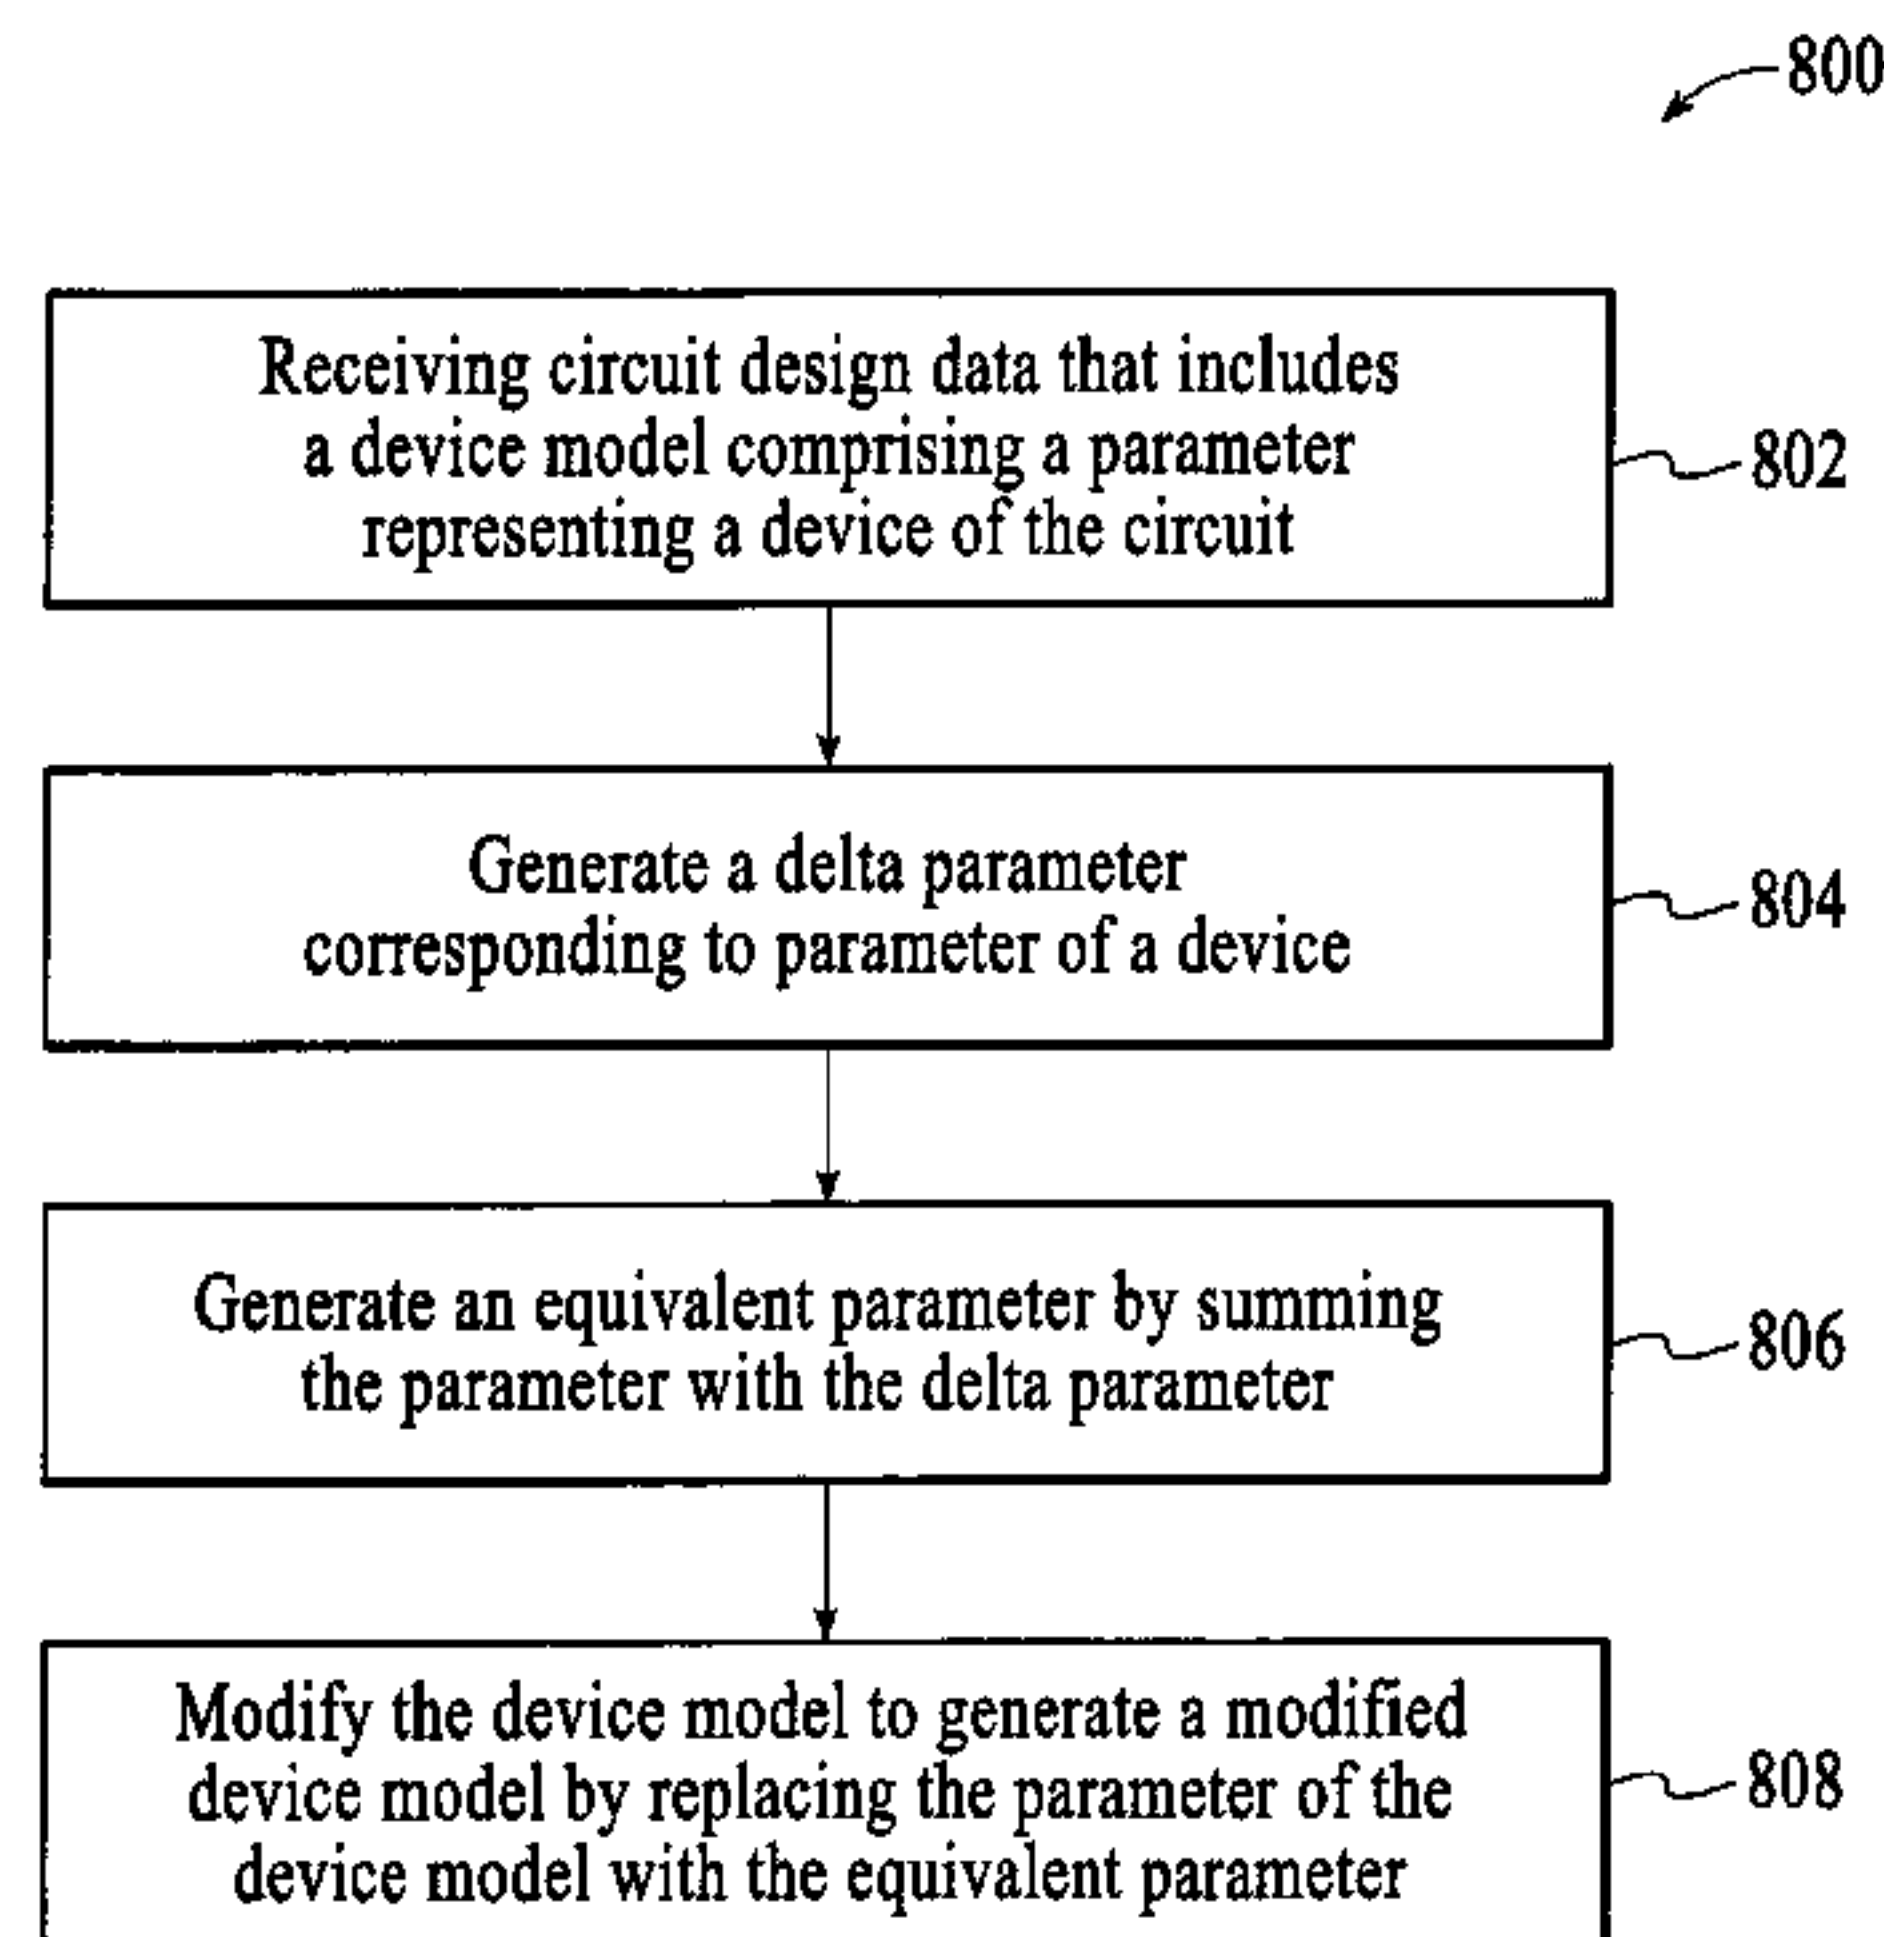 800
Receiving circuit design data that includes
a device model comprising a parameter
representing a device of the circuit
802
Generate a delta parameter
corresponding to parameter of a device
804
Generate an equivalent parameter by summing
the parameter with the delta parameter
806
Modify the device model to generate a modified
device model by replacing the parameter of the
device model with the equivalent parameter
808